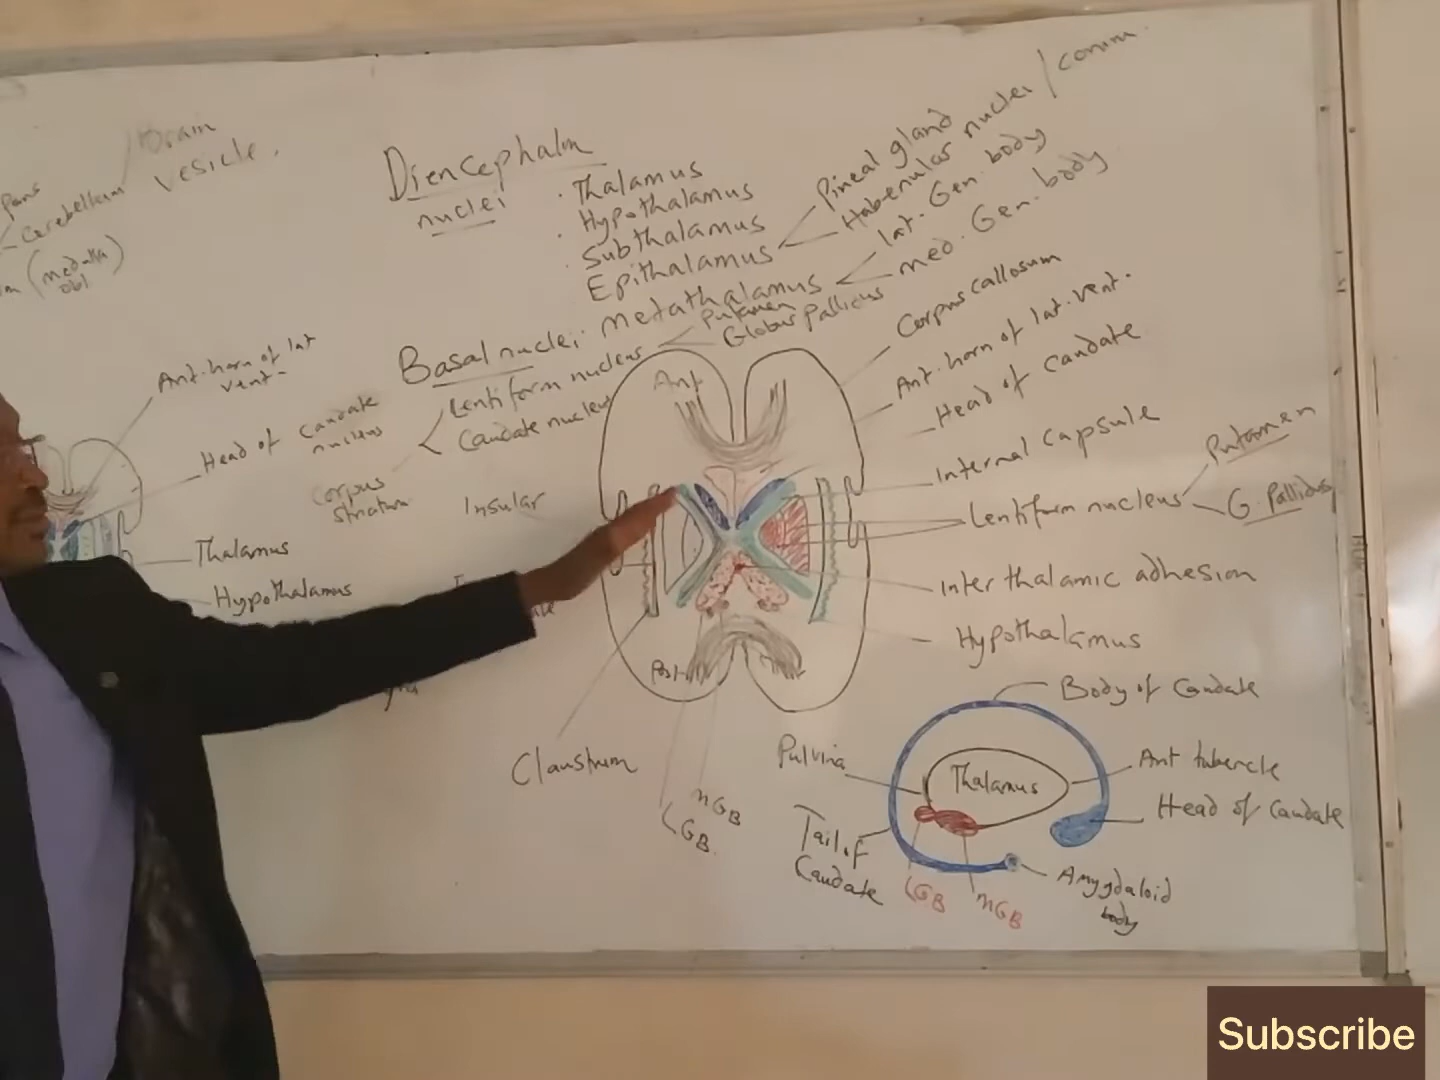 Brain
vesicle.
Pons
Cerebellum
(medulla
obl)
Diencephalon
nuclei
. Thalamus
. Hypothalamus
. Subthalamus
Epithalamus
Pineal gland
Habenular nuclei / comm.
Metathalamus
lat. Gen. body
med. Gen. body
Basal nuclei.
Lentiform nucleus
Putamen
Globus pallidus
Caudate nucleus
Corpus
striatum
Ant. horn of lat
vent.
Head of Caudate
nucleus
Thalamus
Hypothalamus
Insular
Ant
Corpus callosum
Ant. horn of lat. vent.
Head of caudate
Internal capsule
Lentiform nucleus
Putamen
G. Pallidus
Inter thalamic adhesion
Hypothalamus
Post
Claustrum
MGB
LGB.
Body of Caudate
Pulvina
Thalamus
Ant tubercle
Head of Caudate
Tail of
Caudate
LGB
MGB
Amygdaloid
body
Subscribe